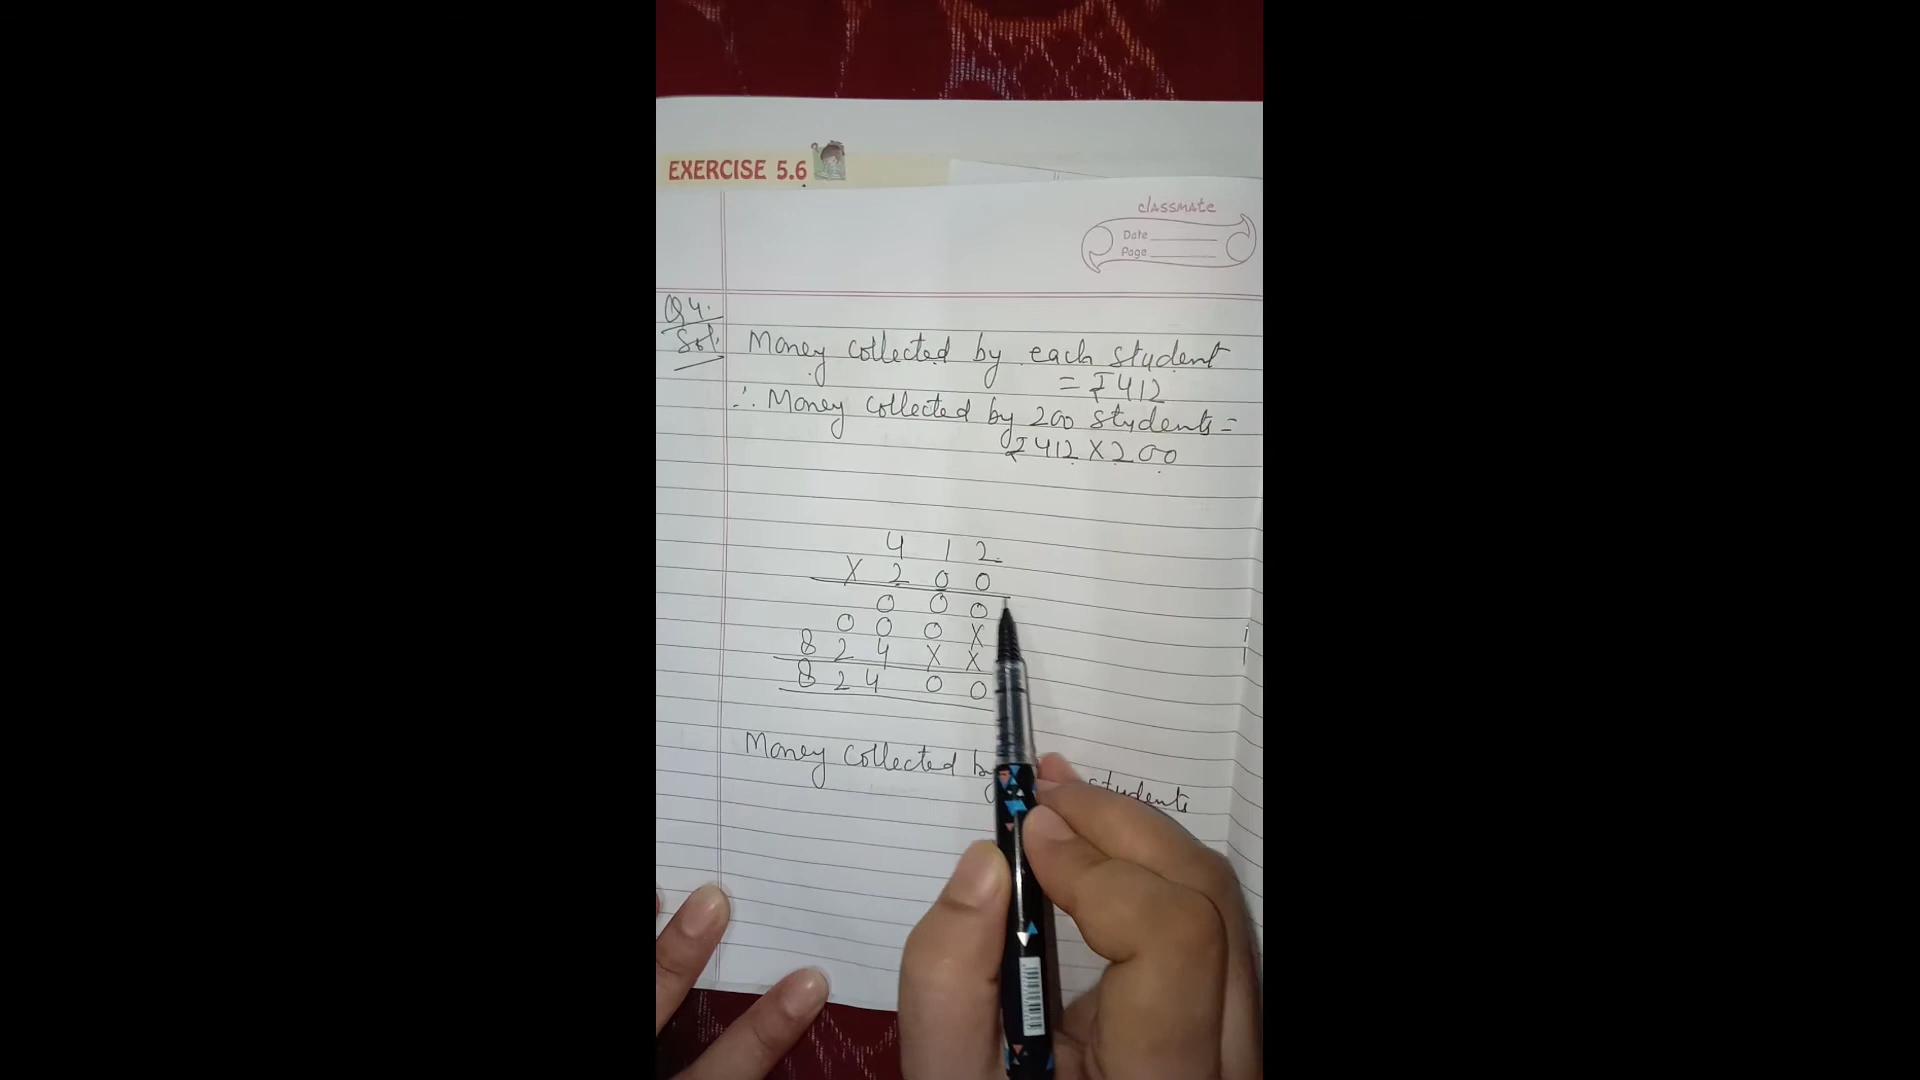 EXERCISE 5.6
classmate
Date
Page
Q4.
Sol. Money collected by each student
= ₹412
∴ Money collected by 200 students =
₹412 X 200
4 1 2
X 2 0 0
0 0 0
0 0 0 X
8 2 4 X X
8 2 4 0 0
Money collected by students